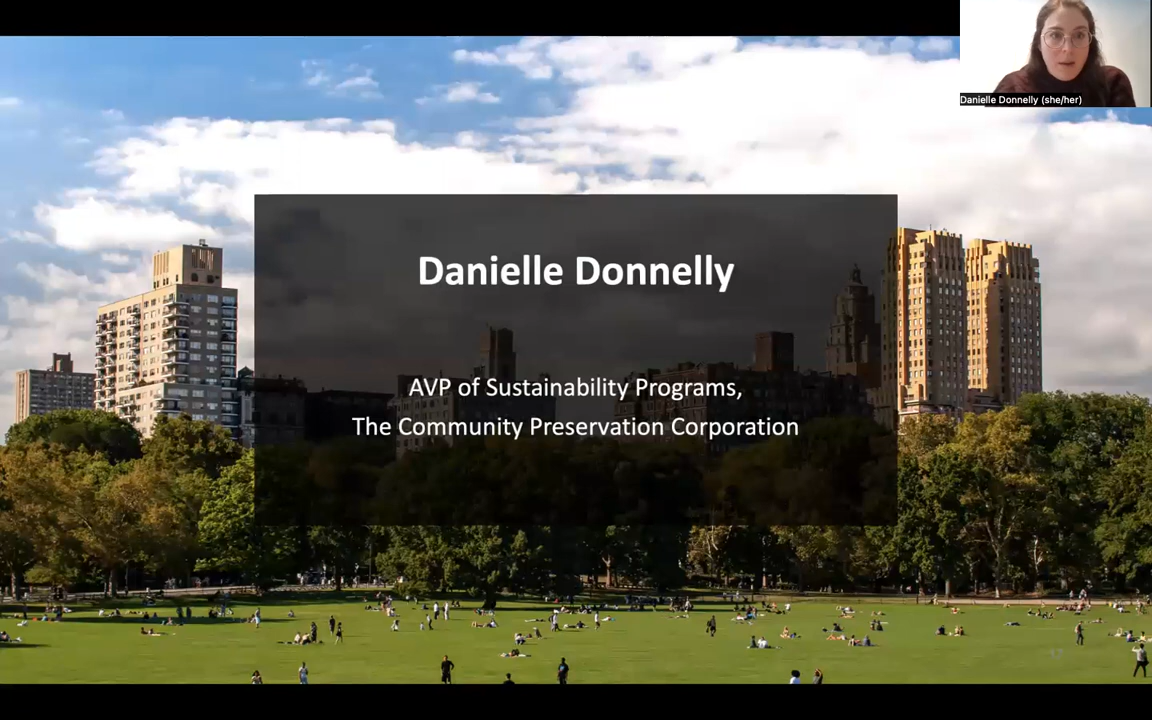 Danielle Donnelly (she/her)
Danielle Donnelly
AVP of Sustainability Programs,
The Community Preservation Corporation